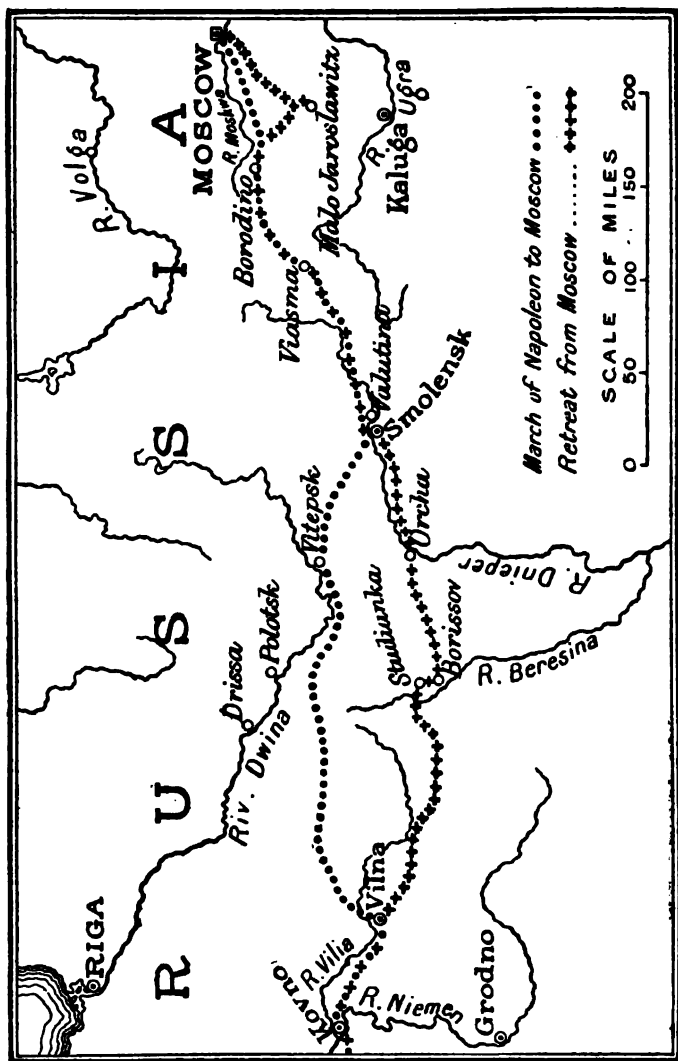 RUSSIA
RIGA
Riv. Dwina
Drissa
Polotsk
Vitepsk
R. Volga
MOSCOW
R. Moskwa
Borodino
Malo Jaroslawitz
Viasma
R. Ugra
Kaluga
Valutina
Smolensk
Orcha
R. Dnieper
Studianka
Borissov
R. Beresina
Vilna
R. Vilia
Kovno
R. Niemen
Grodno
March of Napoleon to Moscow
Retreat from Moscow
SCALE OF MILES
0 50 100 150 200